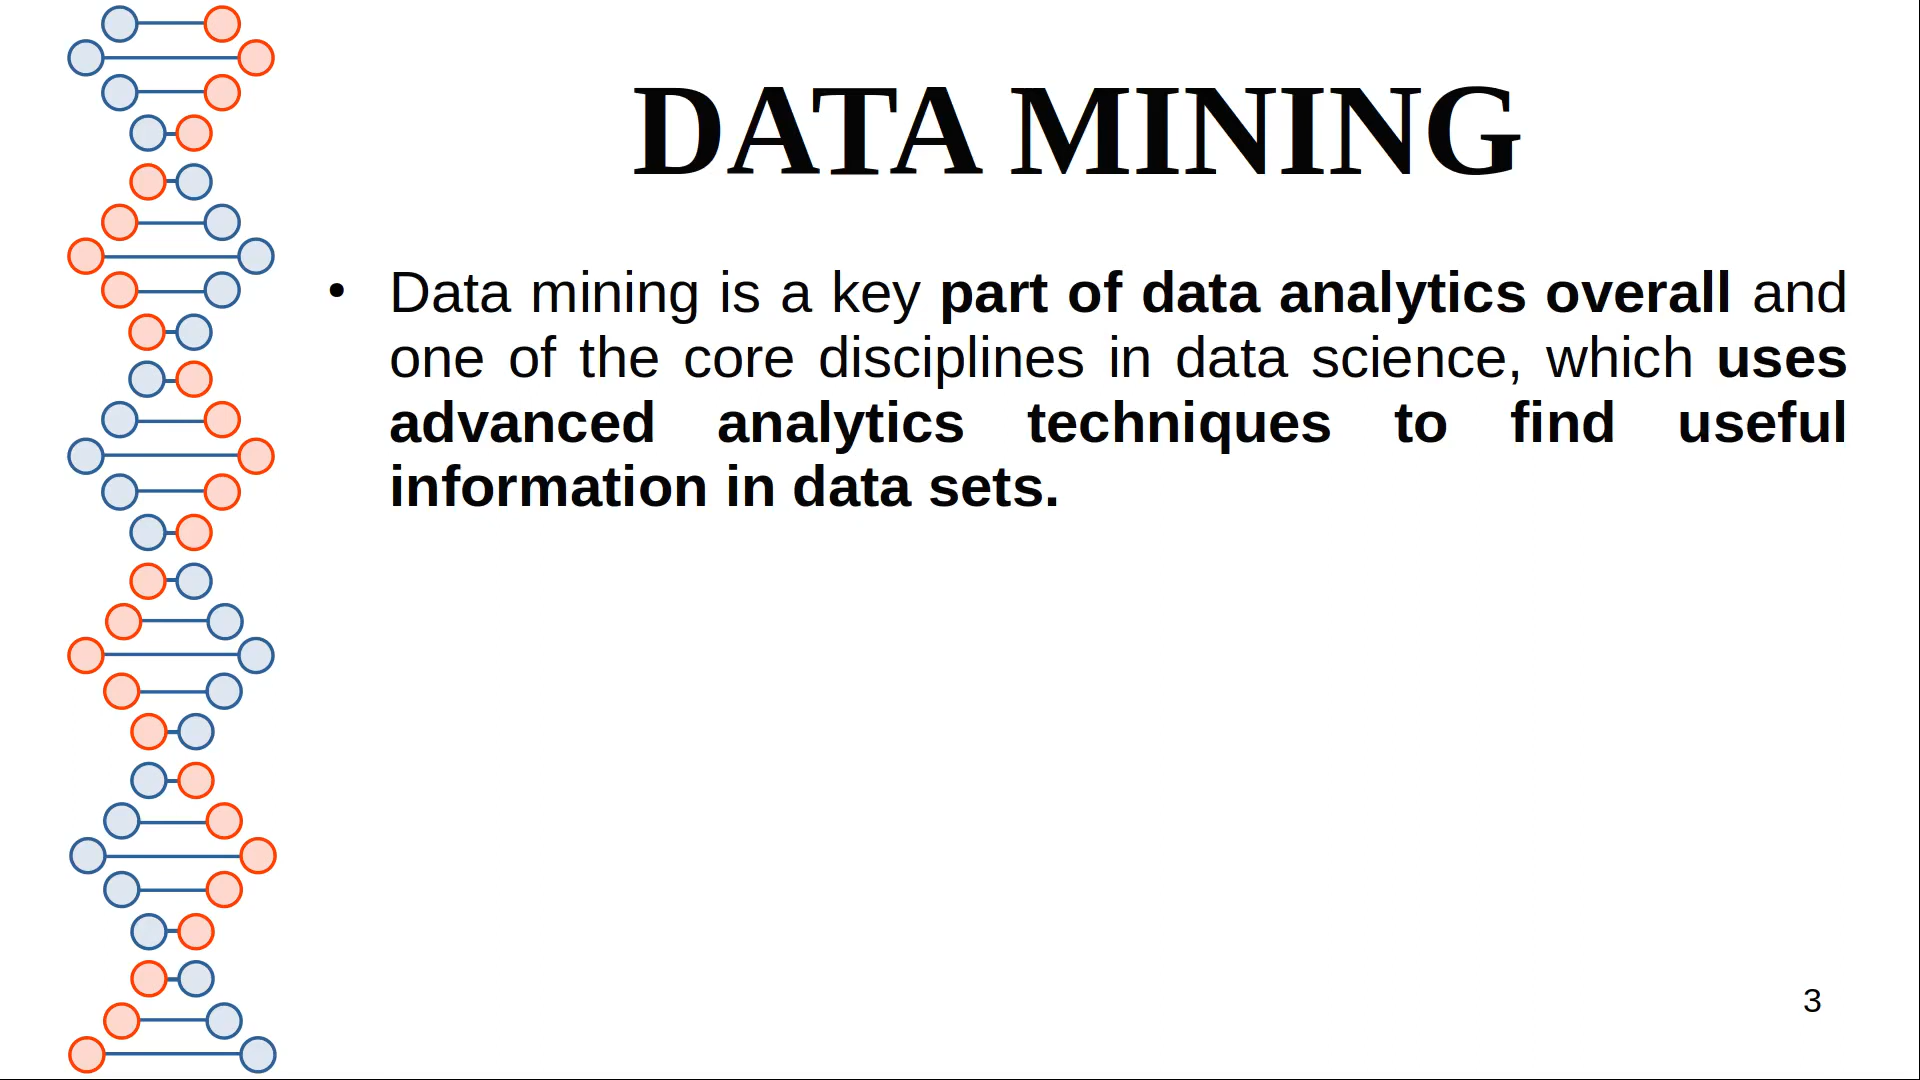 DATA MINING
• Data mining is a key part of data analytics overall and
one of the core disciplines in data science, which uses
advanced analytics techniques to find useful
information in data sets.
3